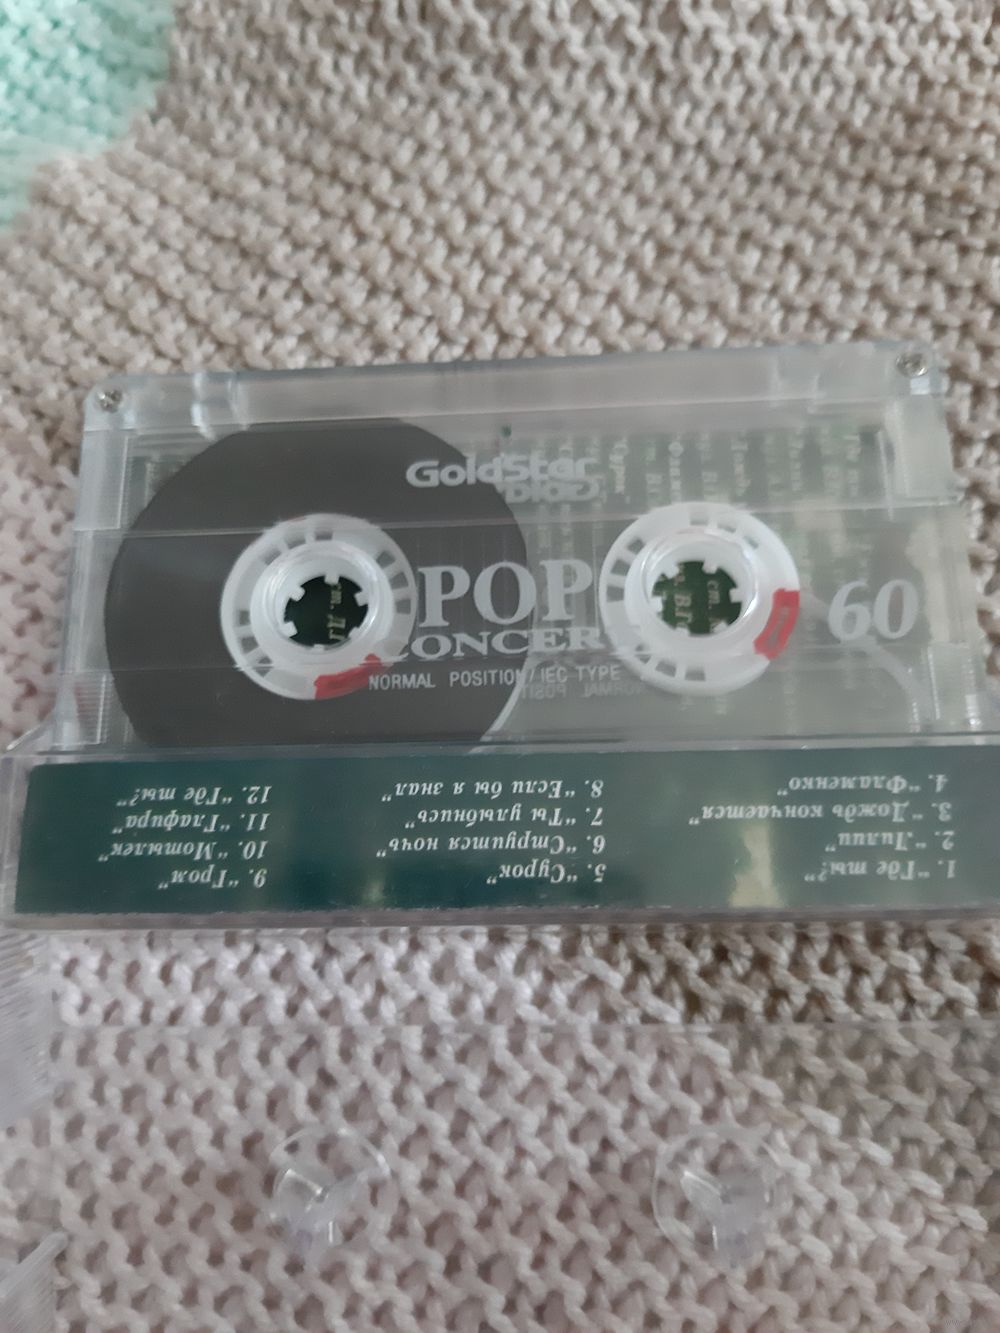 GoldStar
POP
CONCERT
60
NORMAL POSITION/IEC TYPE
1. "Где ты?"
2. "Лилии"
3. "Дождь кончается"
4. "Фламенко"
5. "Сурок"
6. "Струится ночь"
7. "Ты улыбнись"
8. "Если бы я знал"
9. "Гром"
10. "Мотылек"
11. "Глафира"
12. "Где ты?"